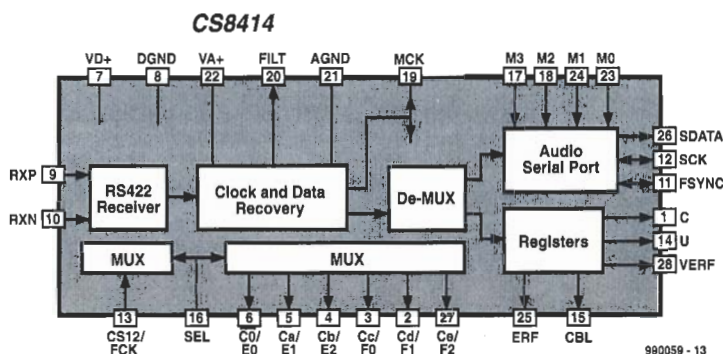 CS8414
VD+ DGND VA+ FILT AGND MCK M3 M2 M1 M0
7 8 22 20 21 19 17 18 24 23
26 SDATA
12 SCK
11 FSYNC
Audio
Serial Port
RXP 9
RXN 10
RS422
Receiver
Clock and Data
Recovery
De-MUX
Registers
1 C
14 U
28 VERF
MUX
MUX
13 16 6 5 4 3 2 27 25 15
CS12/ SEL C0/ Ca/ Cb/ Cc/ Cd/ Ce/ ERF CBL
FCK E0 E1 E2 F0 F1 F2
990059 - 13